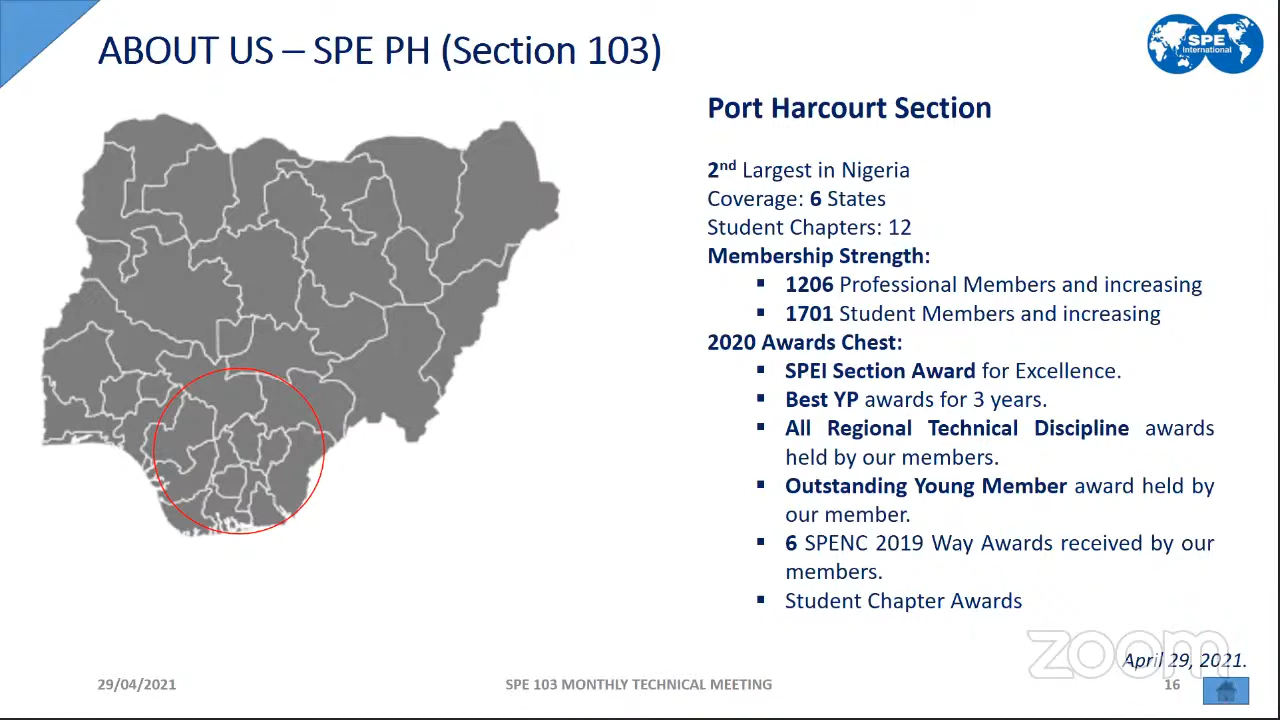 ABOUT US – SPE PH (Section 103)
SPE
International
Port Harcourt Section
2nd Largest in Nigeria
Coverage: 6 States
Student Chapters: 12
Membership Strength:
▪ 1206 Professional Members and increasing
▪ 1701 Student Members and increasing
2020 Awards Chest:
▪ SPEI Section Award for Excellence.
▪ Best YP awards for 3 years.
▪ All Regional Technical Discipline awards
held by our members.
▪ Outstanding Young Member award held by
our member.
▪ 6 SPENC 2019 Way Awards received by our
members.
▪ Student Chapter Awards
zoom
April 29, 2021.
29/04/2021
SPE 103 MONTHLY TECHNICAL MEETING
16